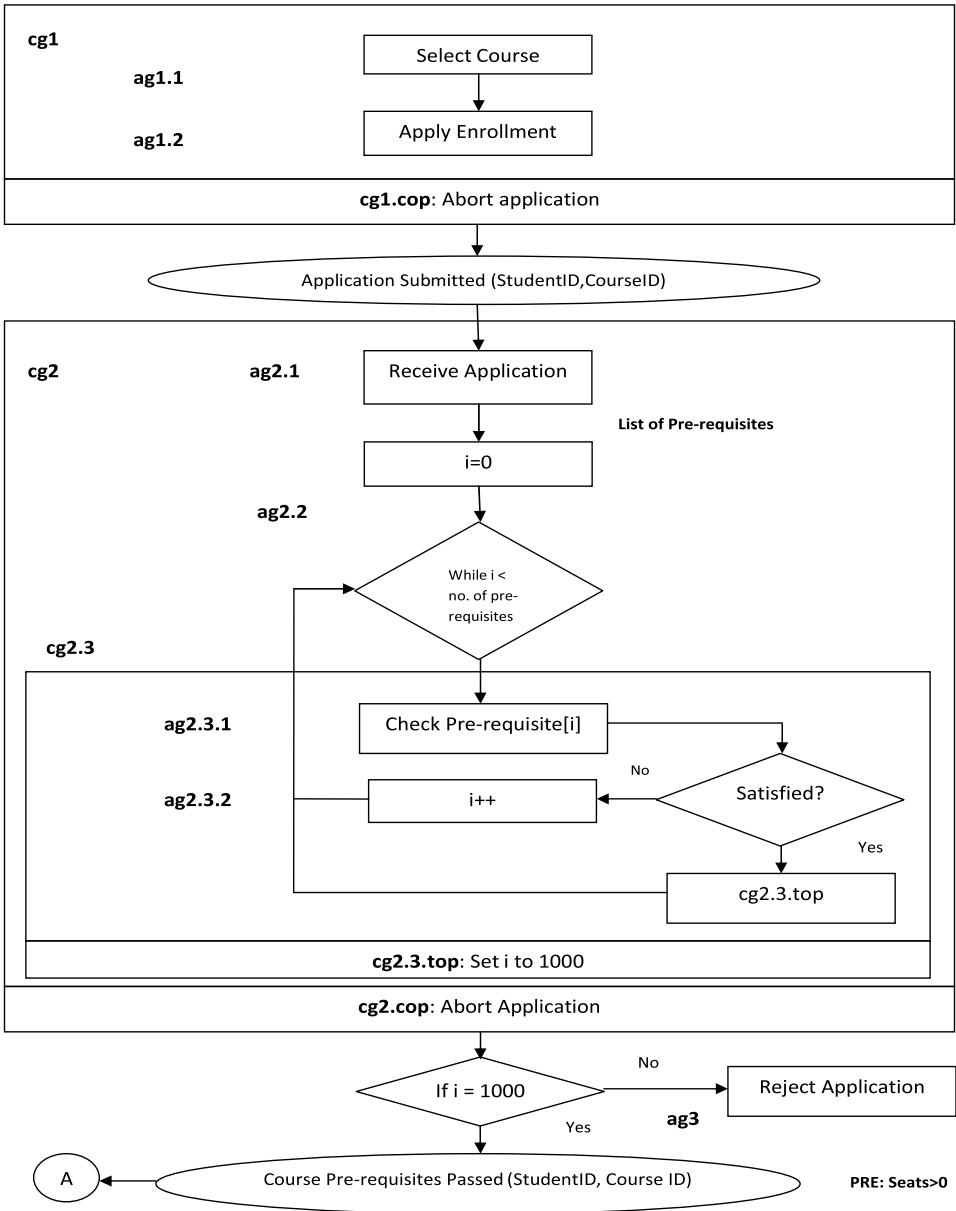 cg1
Select Course
ag1.1
Apply Enrollment
ag1.2
cg1.cop: Abort application
Application Submitted (StudentID,CourseID)
cg2
ag2.1
Receive Application
List of Pre-requisites
i=0
ag2.2
While i <
no. of pre-
requisites
cg2.3
ag2.3.1
Check Pre-requisite[i]
No
Satisfied?
ag2.3.2
i++
Yes
cg2.3.top
cg2.3.top: Set i to 1000
cg2.cop: Abort Application
If i = 1000
No
Reject Application
ag3
Yes
A
Course Pre-requisites Passed (StudentID, Course ID)
PRE: Seats>0